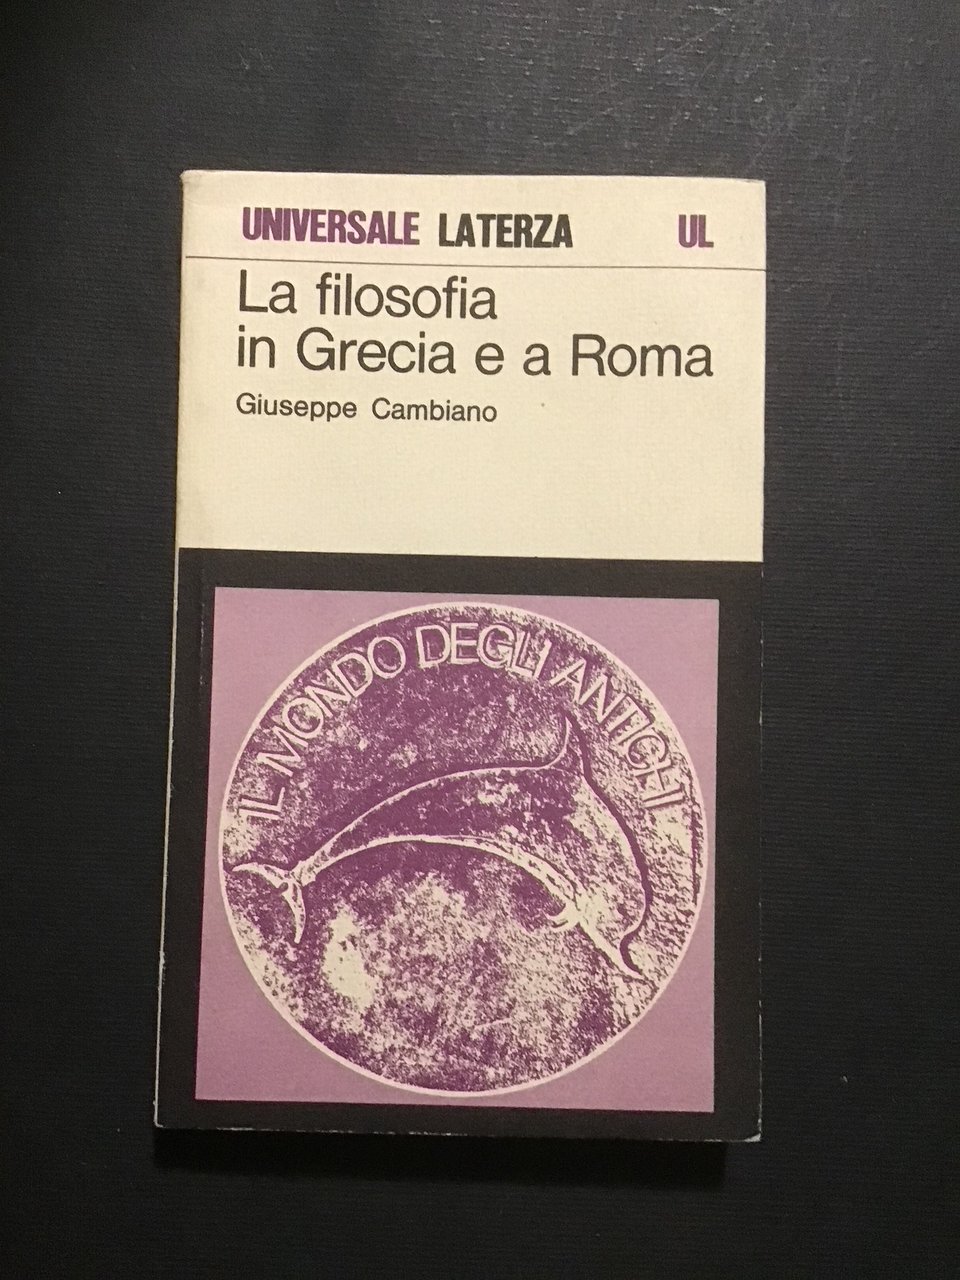 UNIVERSALE LATERZA UL
La filosofia
in Grecia e a Roma
Giuseppe Cambiano
IL MONDO DEGLI ANTICHI